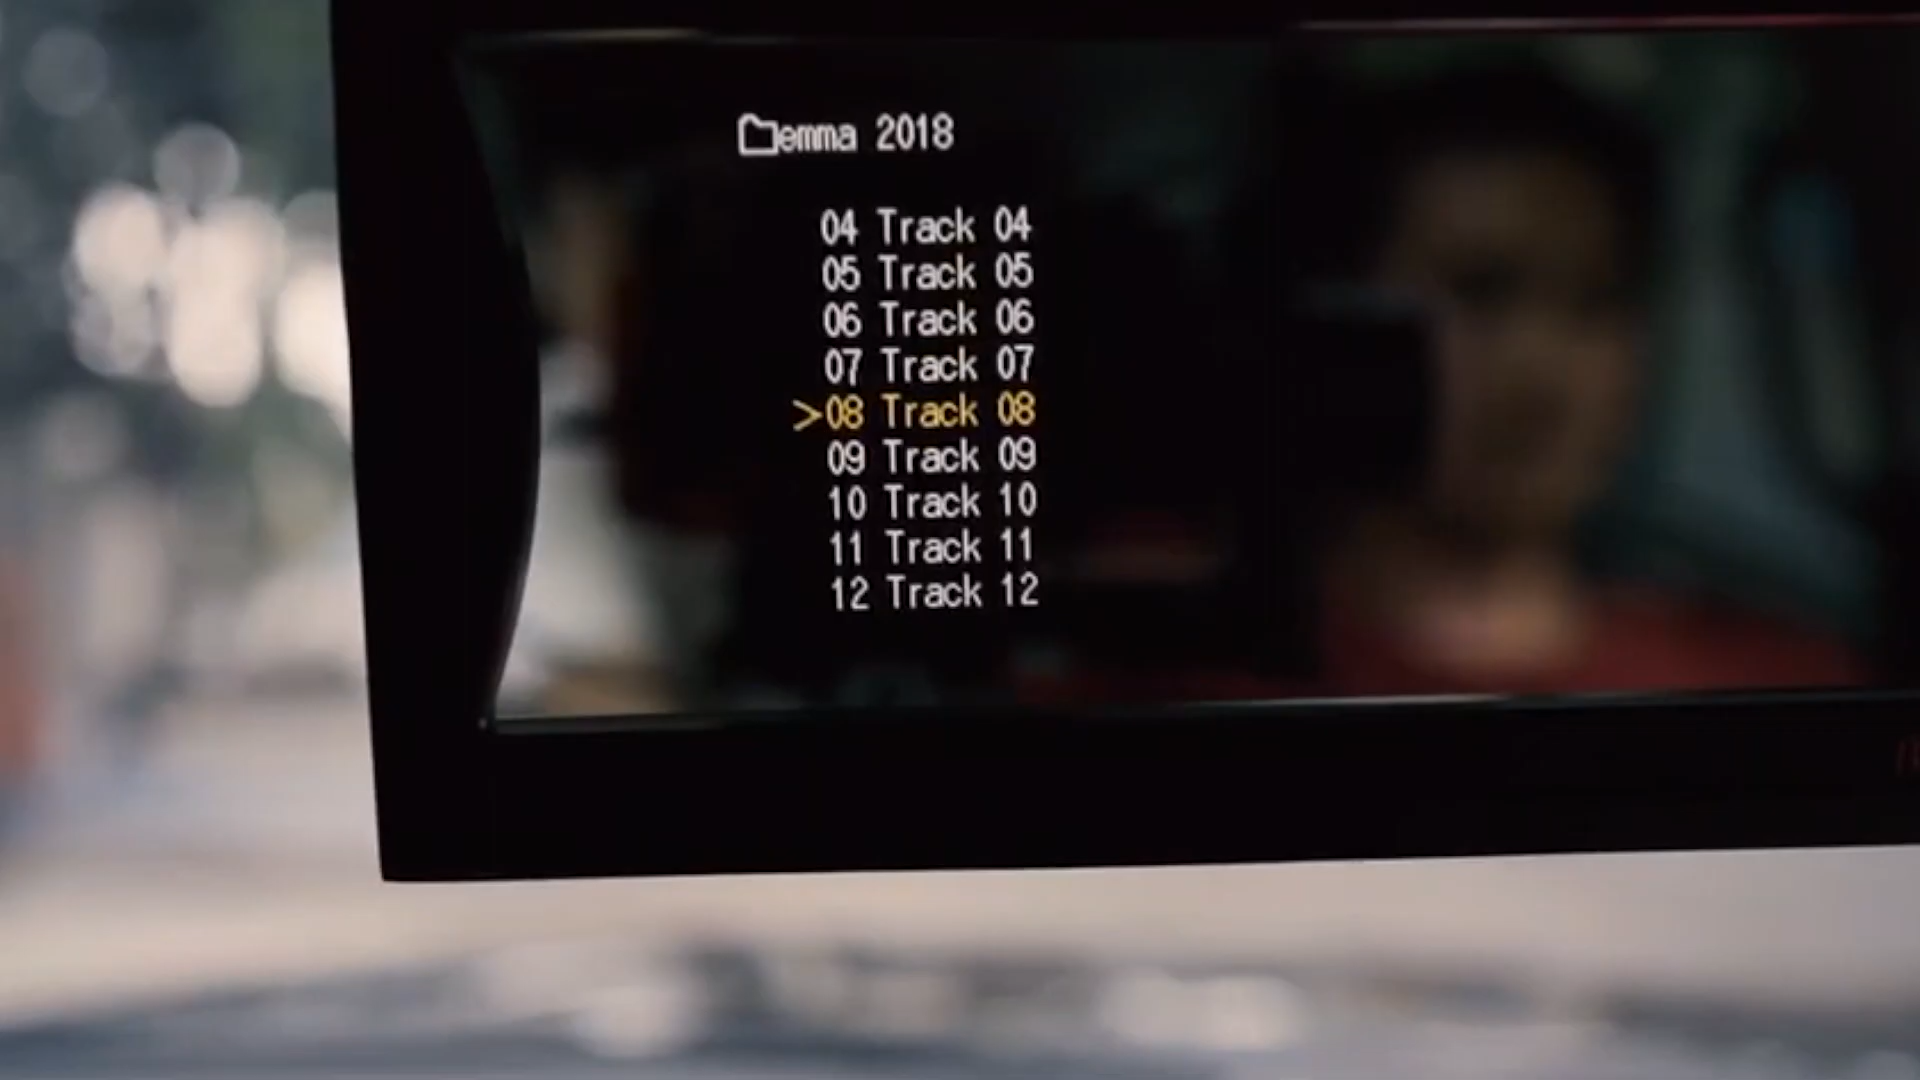 emma 2018
04 Track 04
05 Track 05
06 Track 06
07 Track 07
>08 Track 08
09 Track 09
10 Track 10
11 Track 11
12 Track 12